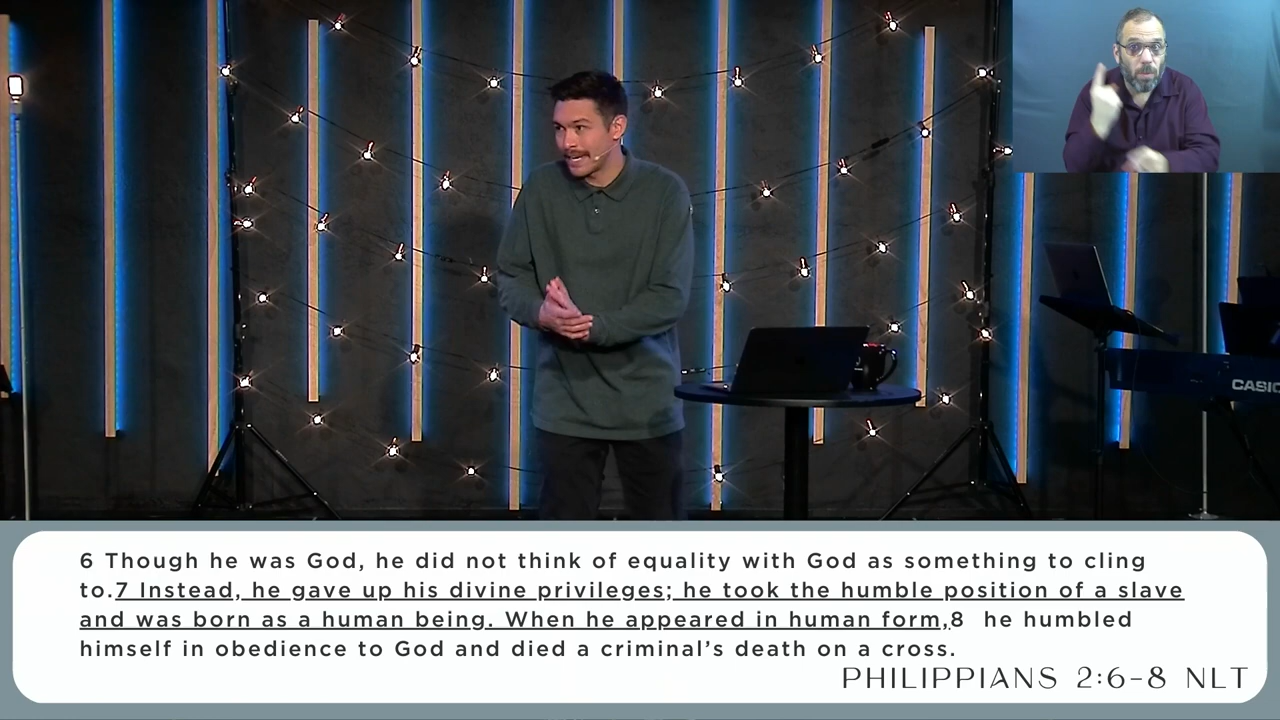 CASIO
6 Though he was God, he did not think of equality with God as something to cling
to.7 Instead, he gave up his divine privileges; he took the humble position of a slave
and was born as a human being. When he appeared in human form,8 he humbled
himself in obedience to God and died a criminal’s death on a cross.
PHILIPPIANS 2:6-8 NLT